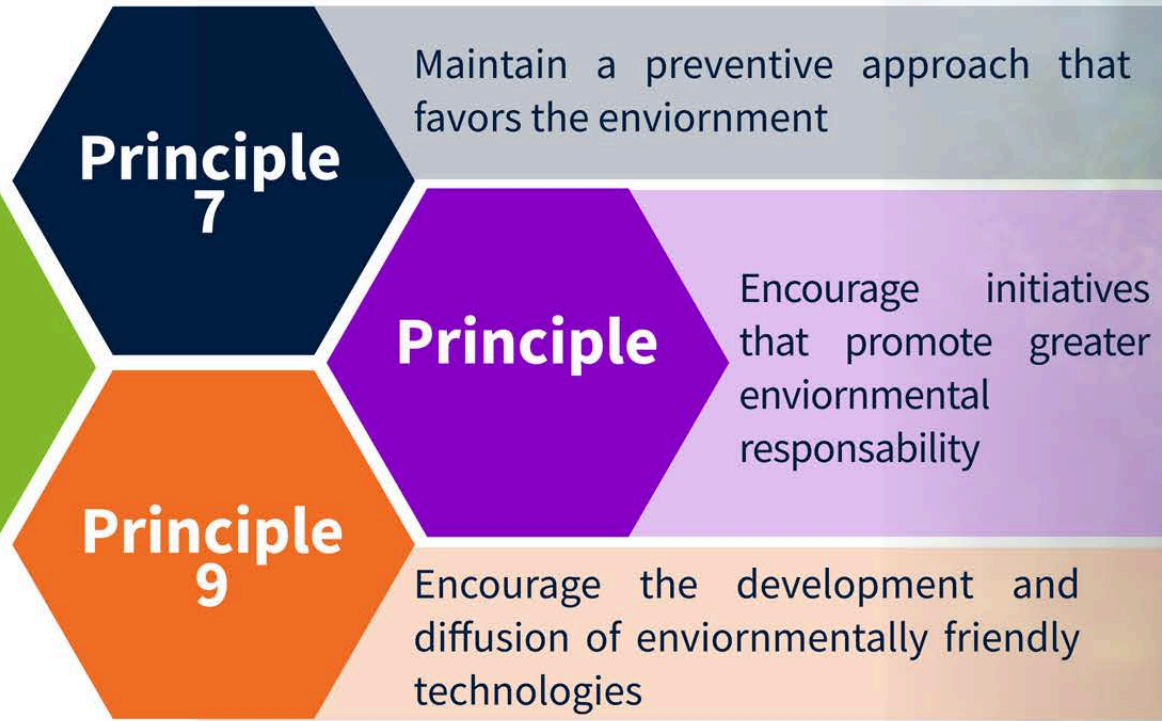 Principle
7
Maintain a preventive approach that
favors the enviornment
Principle
Encourage initiatives
that promote greater
enviornmental
responsability
Principle
9
Encourage the development and
diffusion of enviornmentally friendly
technologies